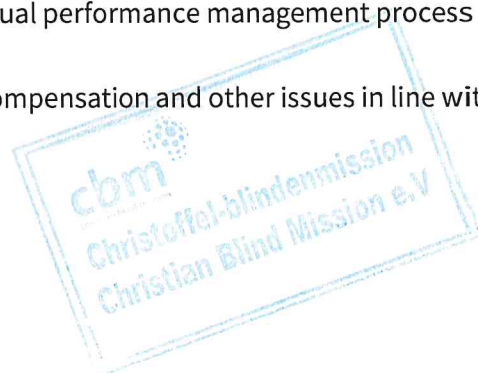 ual performance management process
ompensation and other issues in line wit
cbm
Christoffel-blindenmission
Christian Blind Mission e.V